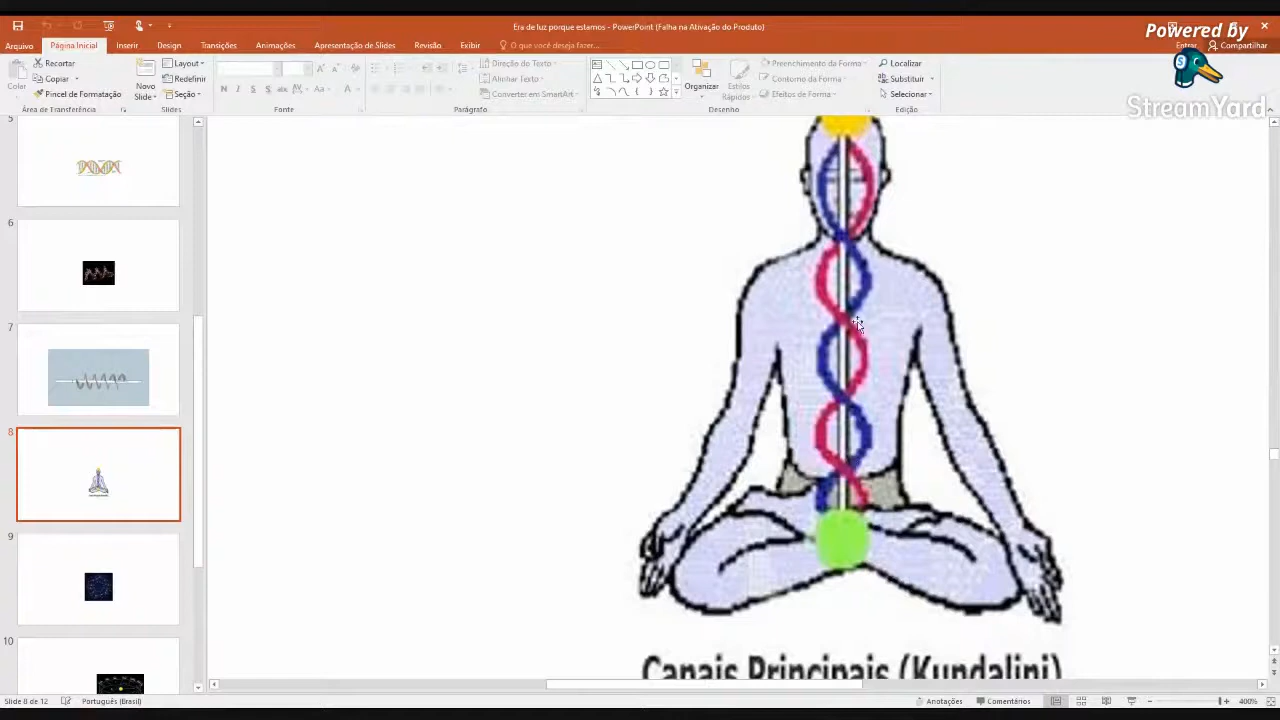 Era de luz porque estamos - PowerPoint (Falha na Ativação do Produto)
Powered by
StreamYard
Arquivo
Página Inicial
Inserir
Design
Transições
Animações
Apresentação de Slides
Revisão
Exibir
O que você deseja fazer...
Entrar
Compartilhar
Colar
Recortar
Copiar
Pincel de Formatação
Área de Transferência
Novo Slide
Layout
Redefinir
Seção
Slides
N I S
Fonte
Direção do Texto
Alinhar Texto
Converter em SmartArt
Parágrafo
Organizar
Estilos Rápidos
Preenchimento da Forma
Contorno da Forma
Efeitos de Forma
Desenho
Localizar
Substituir
Selecionar
Edição
5
6
7
8
9
10
Canais Principais (Kundalini)
Slide 8 de 12
Português (Brasil)
Anotações
Comentários
400%